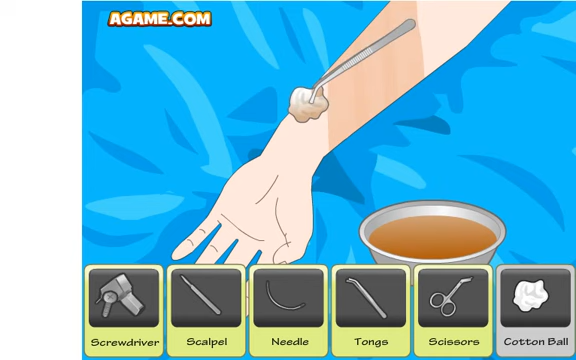 AGAME.COM
Screwdriver
Scalpel
Needle
Tongs
Scissors
Cotton Ball